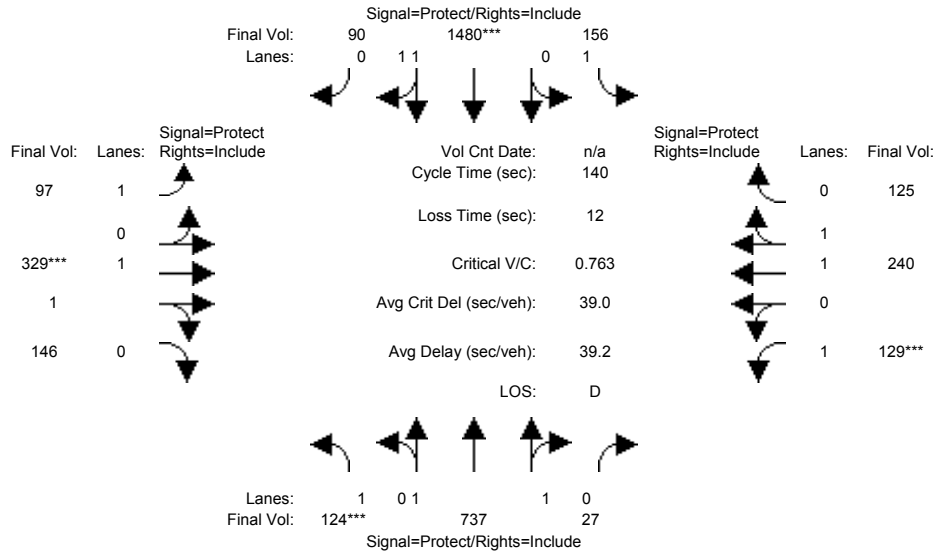 Signal=Protect/Rights=Include
Final Vol: 90 1480*** 156
Lanes: 0 1 1 0 1
Signal=Protect Signal=Protect
Final Vol: Lanes: Rights=Include Vol Cnt Date: n/a Rights=Include Lanes: Final Vol:
Cycle Time (sec): 140
97 1 0 125
Loss Time (sec): 12
0 1
329*** 1 Critical V/C: 0.763 1 240
1 Avg Crit Del (sec/veh): 39.0 0
146 0 Avg Delay (sec/veh): 39.2 1 129***
LOS: D
Lanes: 1 0 1 1 0
Final Vol: 124*** 737 27
Signal=Protect/Rights=Include